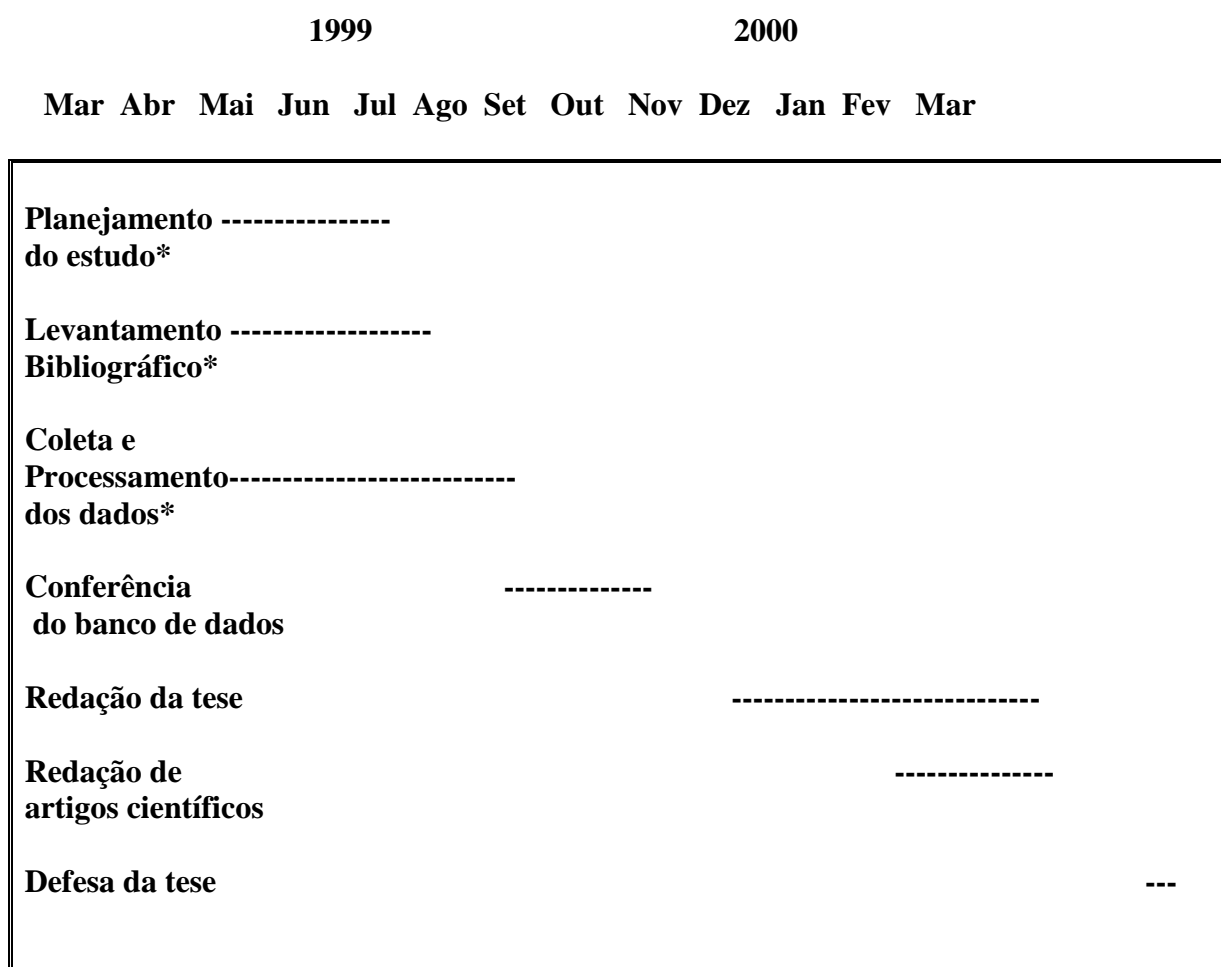 1999 2000
Mar Abr Mai Jun Jul Ago Set Out Nov Dez Jan Fev Mar
Planejamento ----------------
do estudo*
Levantamento -------------------
Bibliográfico*
Coleta e
Processamento---------------------------
dos dados*
Conferência --------------
do banco de dados
Redação da tese -----------------------------
Redação de ---------------
artigos científicos
Defesa da tese ---